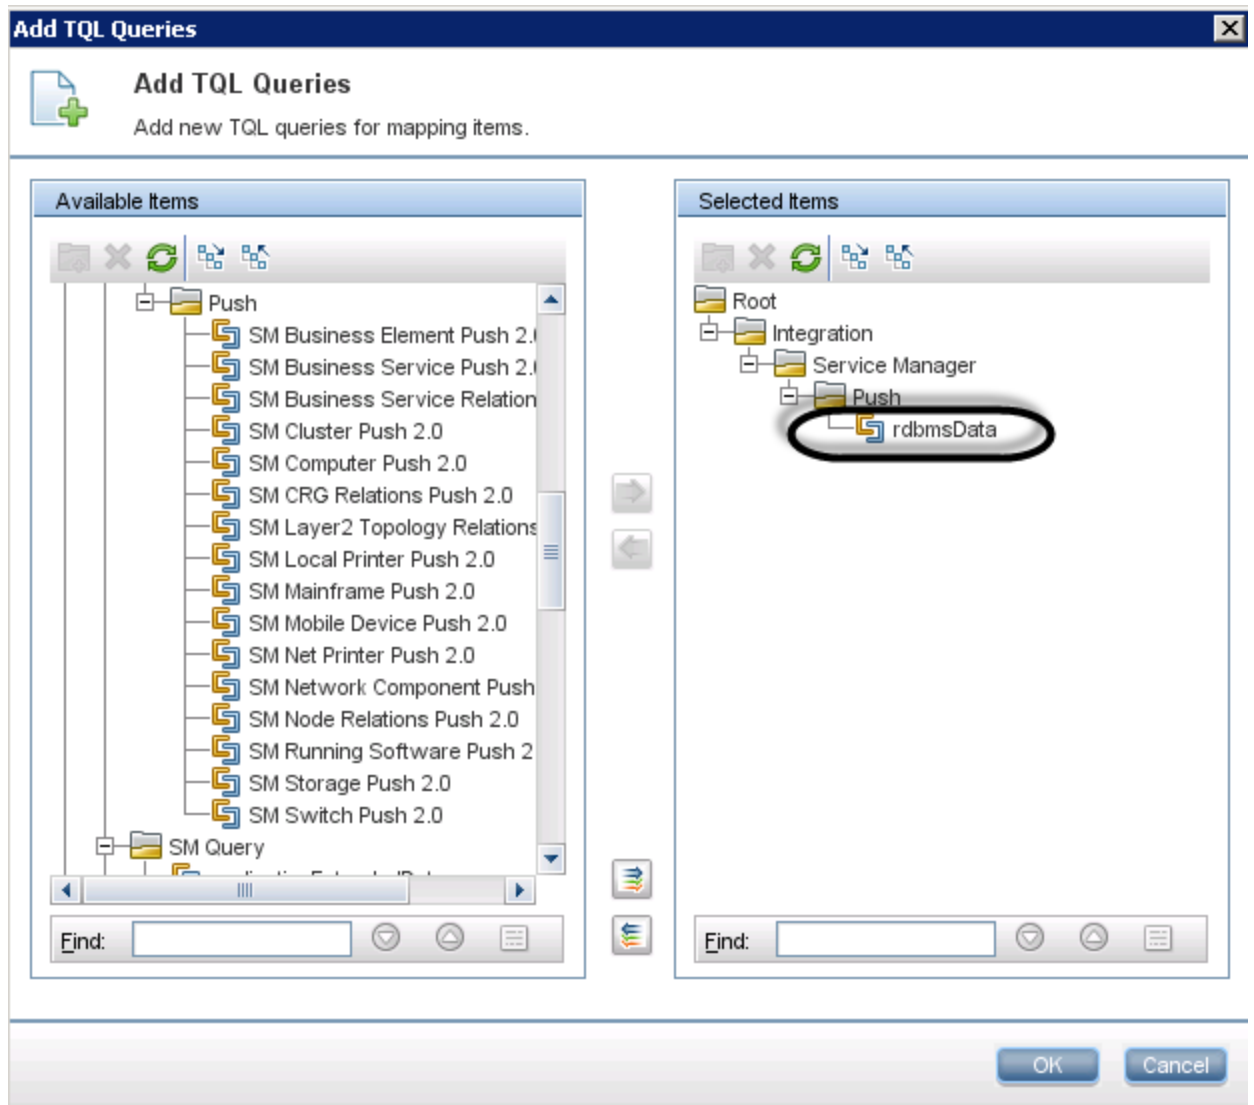 Add TQL Queries
Add TQL Queries
Add new TQL queries for mapping items.
Available Items
Push
SM Business Element Push 2.
SM Business Service Push 2.
SM Business Service Relation
SM Cluster Push 2.0
SM Computer Push 2.0
SM CRG Relations Push 2.0
SM Layer2 Topology Relations
SM Local Printer Push 2.0
SM Mainframe Push 2.0
SM Mobile Device Push 2.0
SM Net Printer Push 2.0
SM Network Component Push
SM Node Relations Push 2.0
SM Running Software Push 2
SM Storage Push 2.0
SM Switch Push 2.0
SM Query
Find:
Selected Items
Root
Integration
Service Manager
Push
rdbmsData
Find:
OK
Cancel